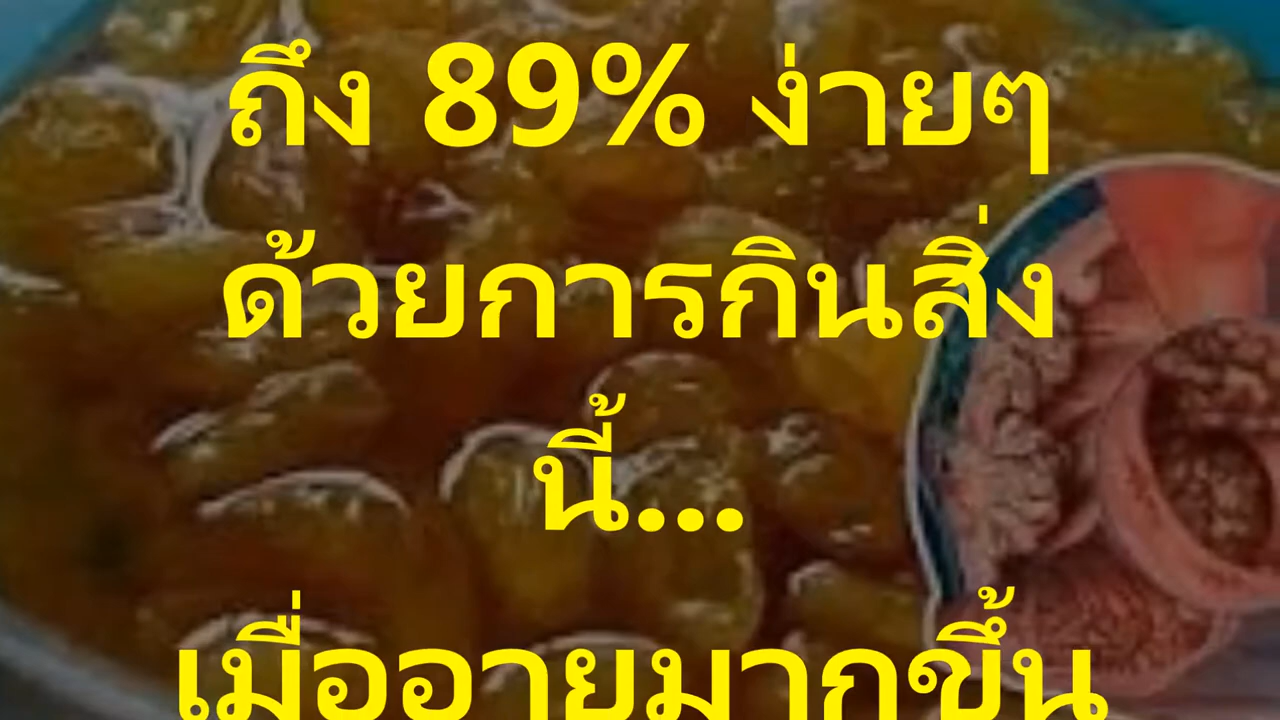 ถึง 89% ง่ายๆ
ด้วยการกินสิ่ง
นี้...
เมื่ออายุมากขึ้น